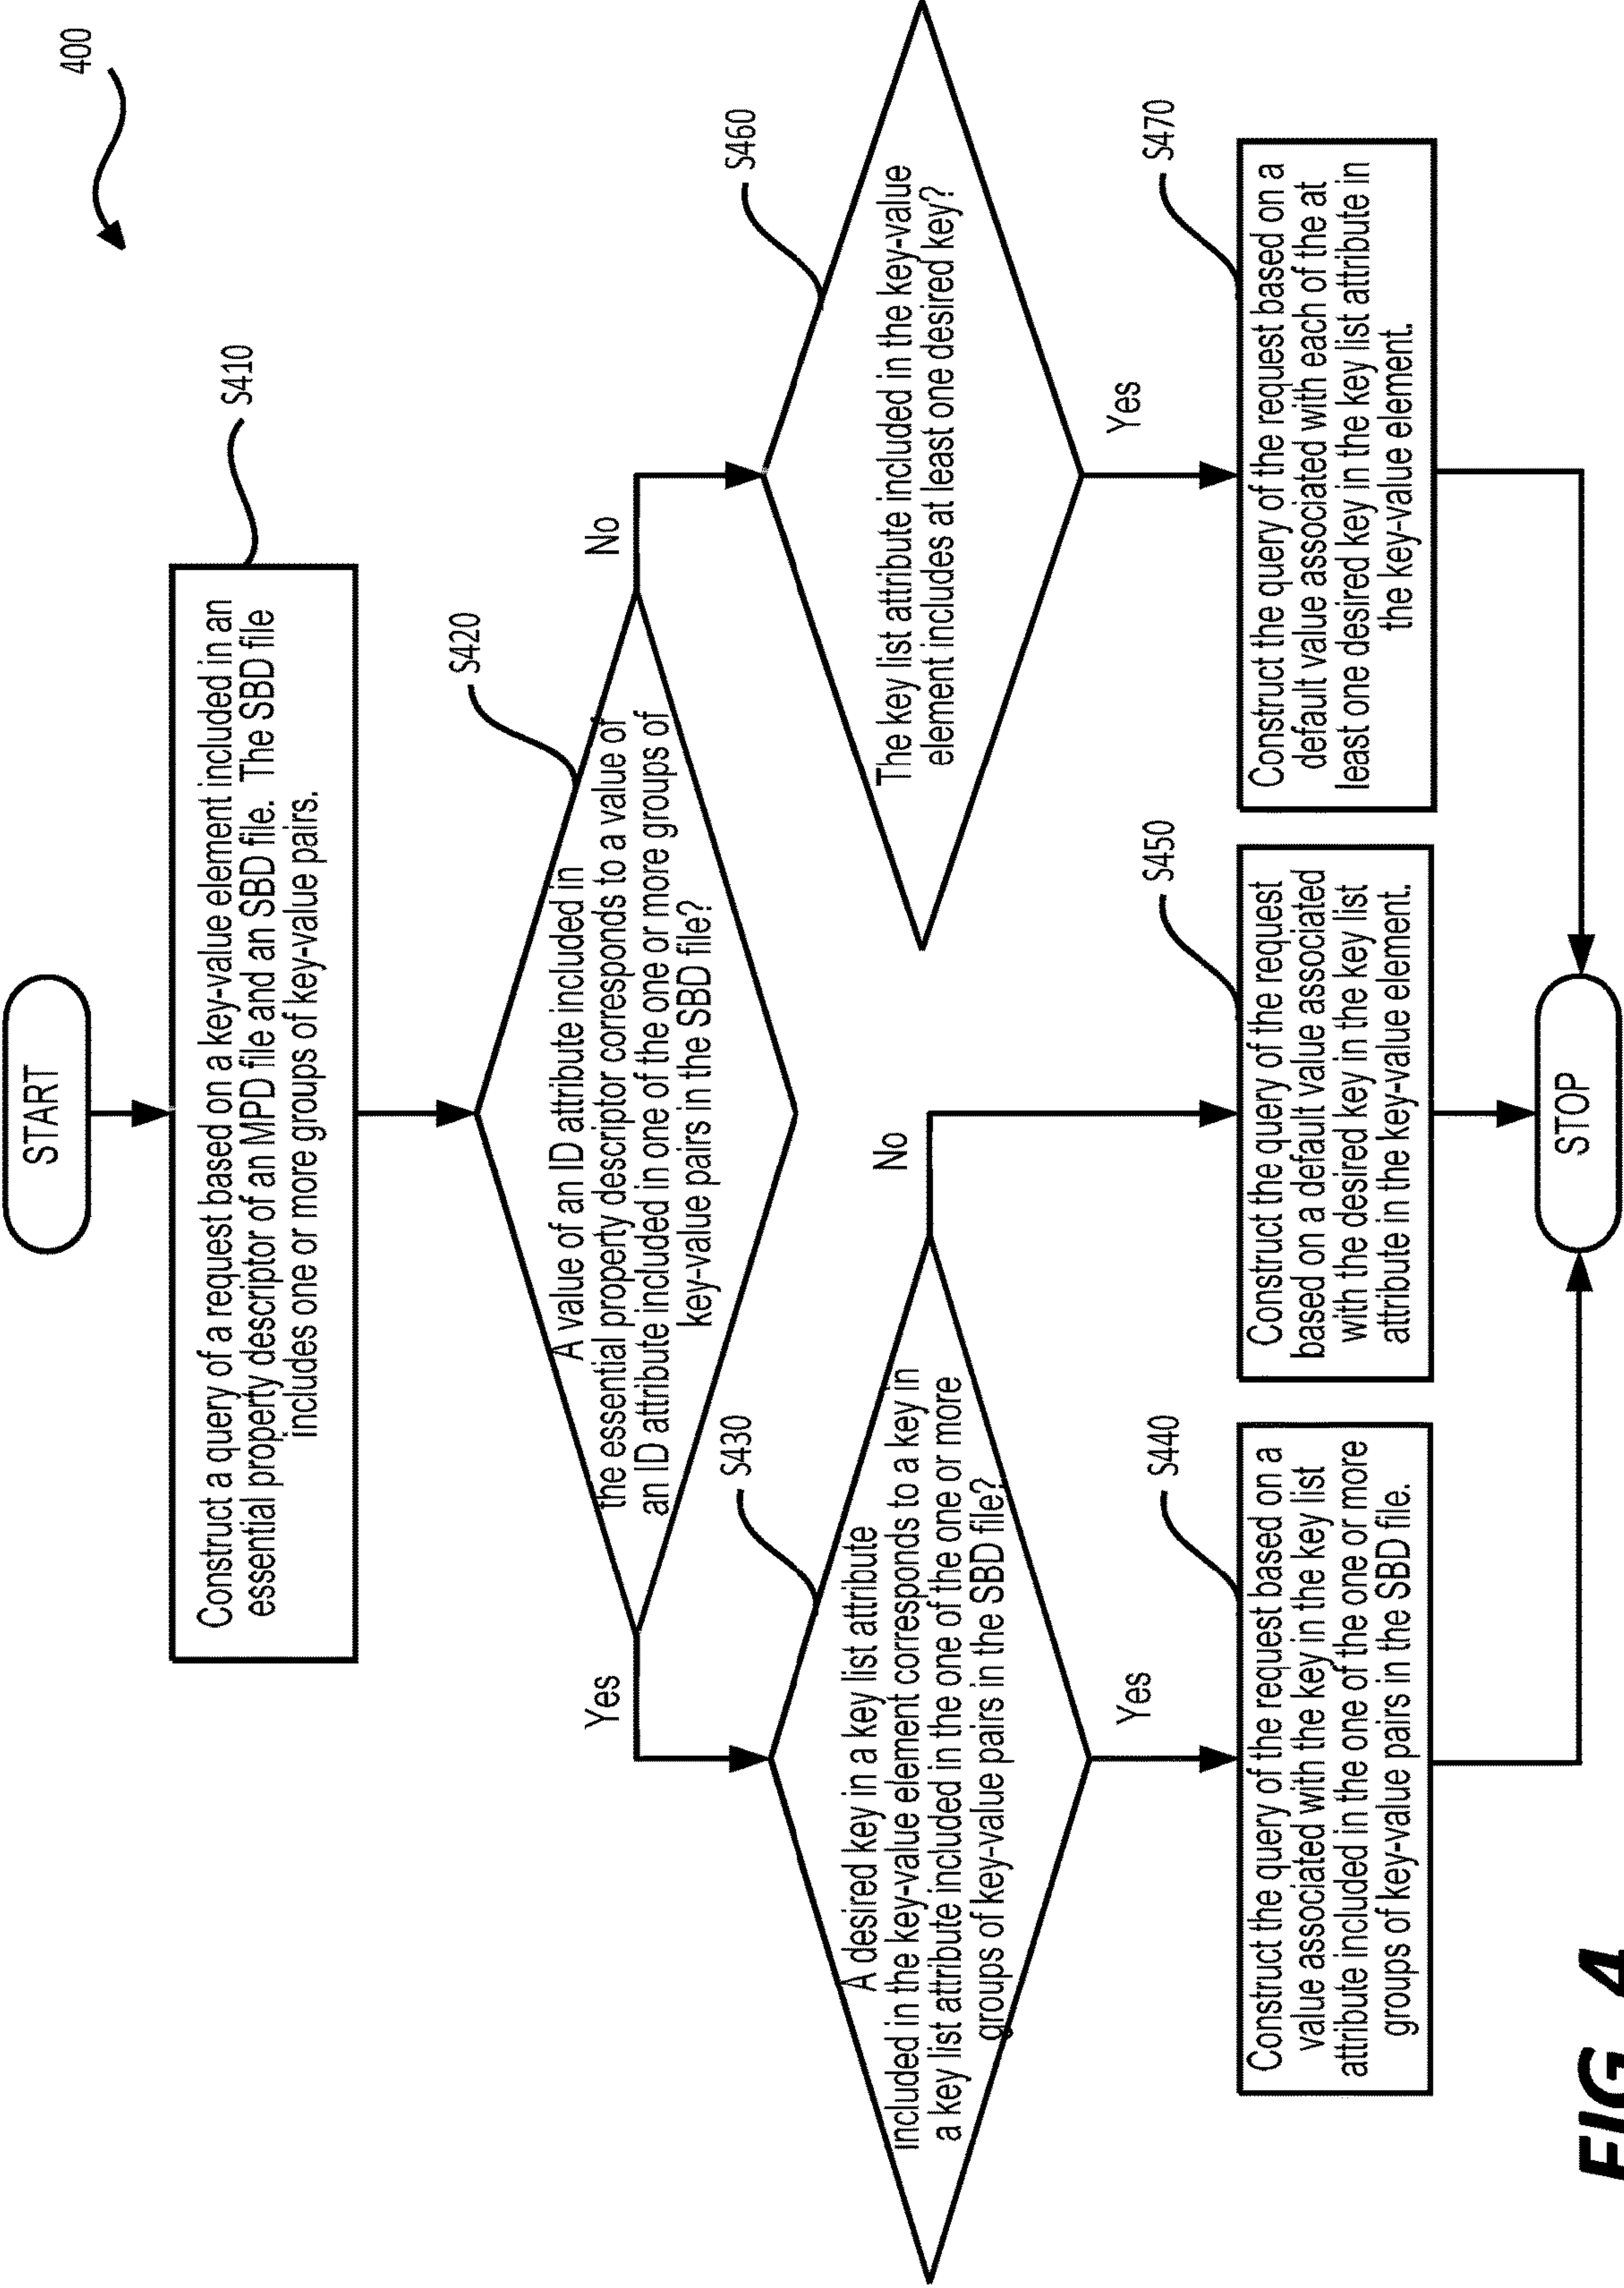 400
START
S410
Construct a query of a request based on a key-value element included in an
essential property descriptor of an MPD file and an SBD file. The SBD file
includes one or more groups of key-value pairs.
S420
A value of an ID attribute included in
the essential property descriptor corresponds to a value of
an ID attribute included in one of the one or more groups of
key-value pairs in the SBD file?
Yes
No
S430
A desired key in a key list attribute
included in the key-value element corresponds to a key in
a key list attribute included in the one of the one or more
groups of key-value pairs in the SBD file?
No
S460
The key list attribute included in the key-value
element includes at least one desired key?
Yes
Yes
S440
Construct the query of the request based on a
value associated with the key in the key list
attribute included in the one of the one or more
groups of key-value pairs in the SBD file.
S450
Construct the query of the request
based on a default value associated
with the desired key in the key list
attribute in the key-value element.
S470
Construct the query of the request based on a
default value associated with each of the at
least one desired key in the key list attribute in
the key-value element.
STOP
FIG. 4